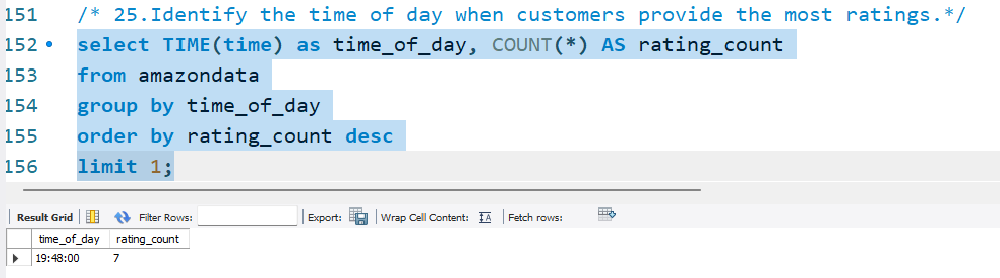 151 /* 25.Identify the time of day when customers provide the most ratings.*/
152 select TIME(time) as time_of_day, COUNT(*) AS rating_count
153 from amazondata
154 group by time_of_day
155 order by rating_count desc
156 limit 1;
Result Grid Filter Rows: Export: Wrap Cell Content: IA Fetch rows:
time_of_day rating_count
19:48:00 7